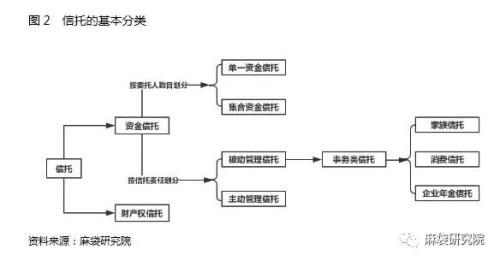 图 2 信托的基本分类
单一资金信托
按委托人数目划分
集合资金信托
家族信托
资金信托
信托
被动管理信托
事务类信托
消费信托
按信托责任划分
主动管理信托
企业年金信托
财产权信托
资料来源：麻袋研究院
麻袋研究院